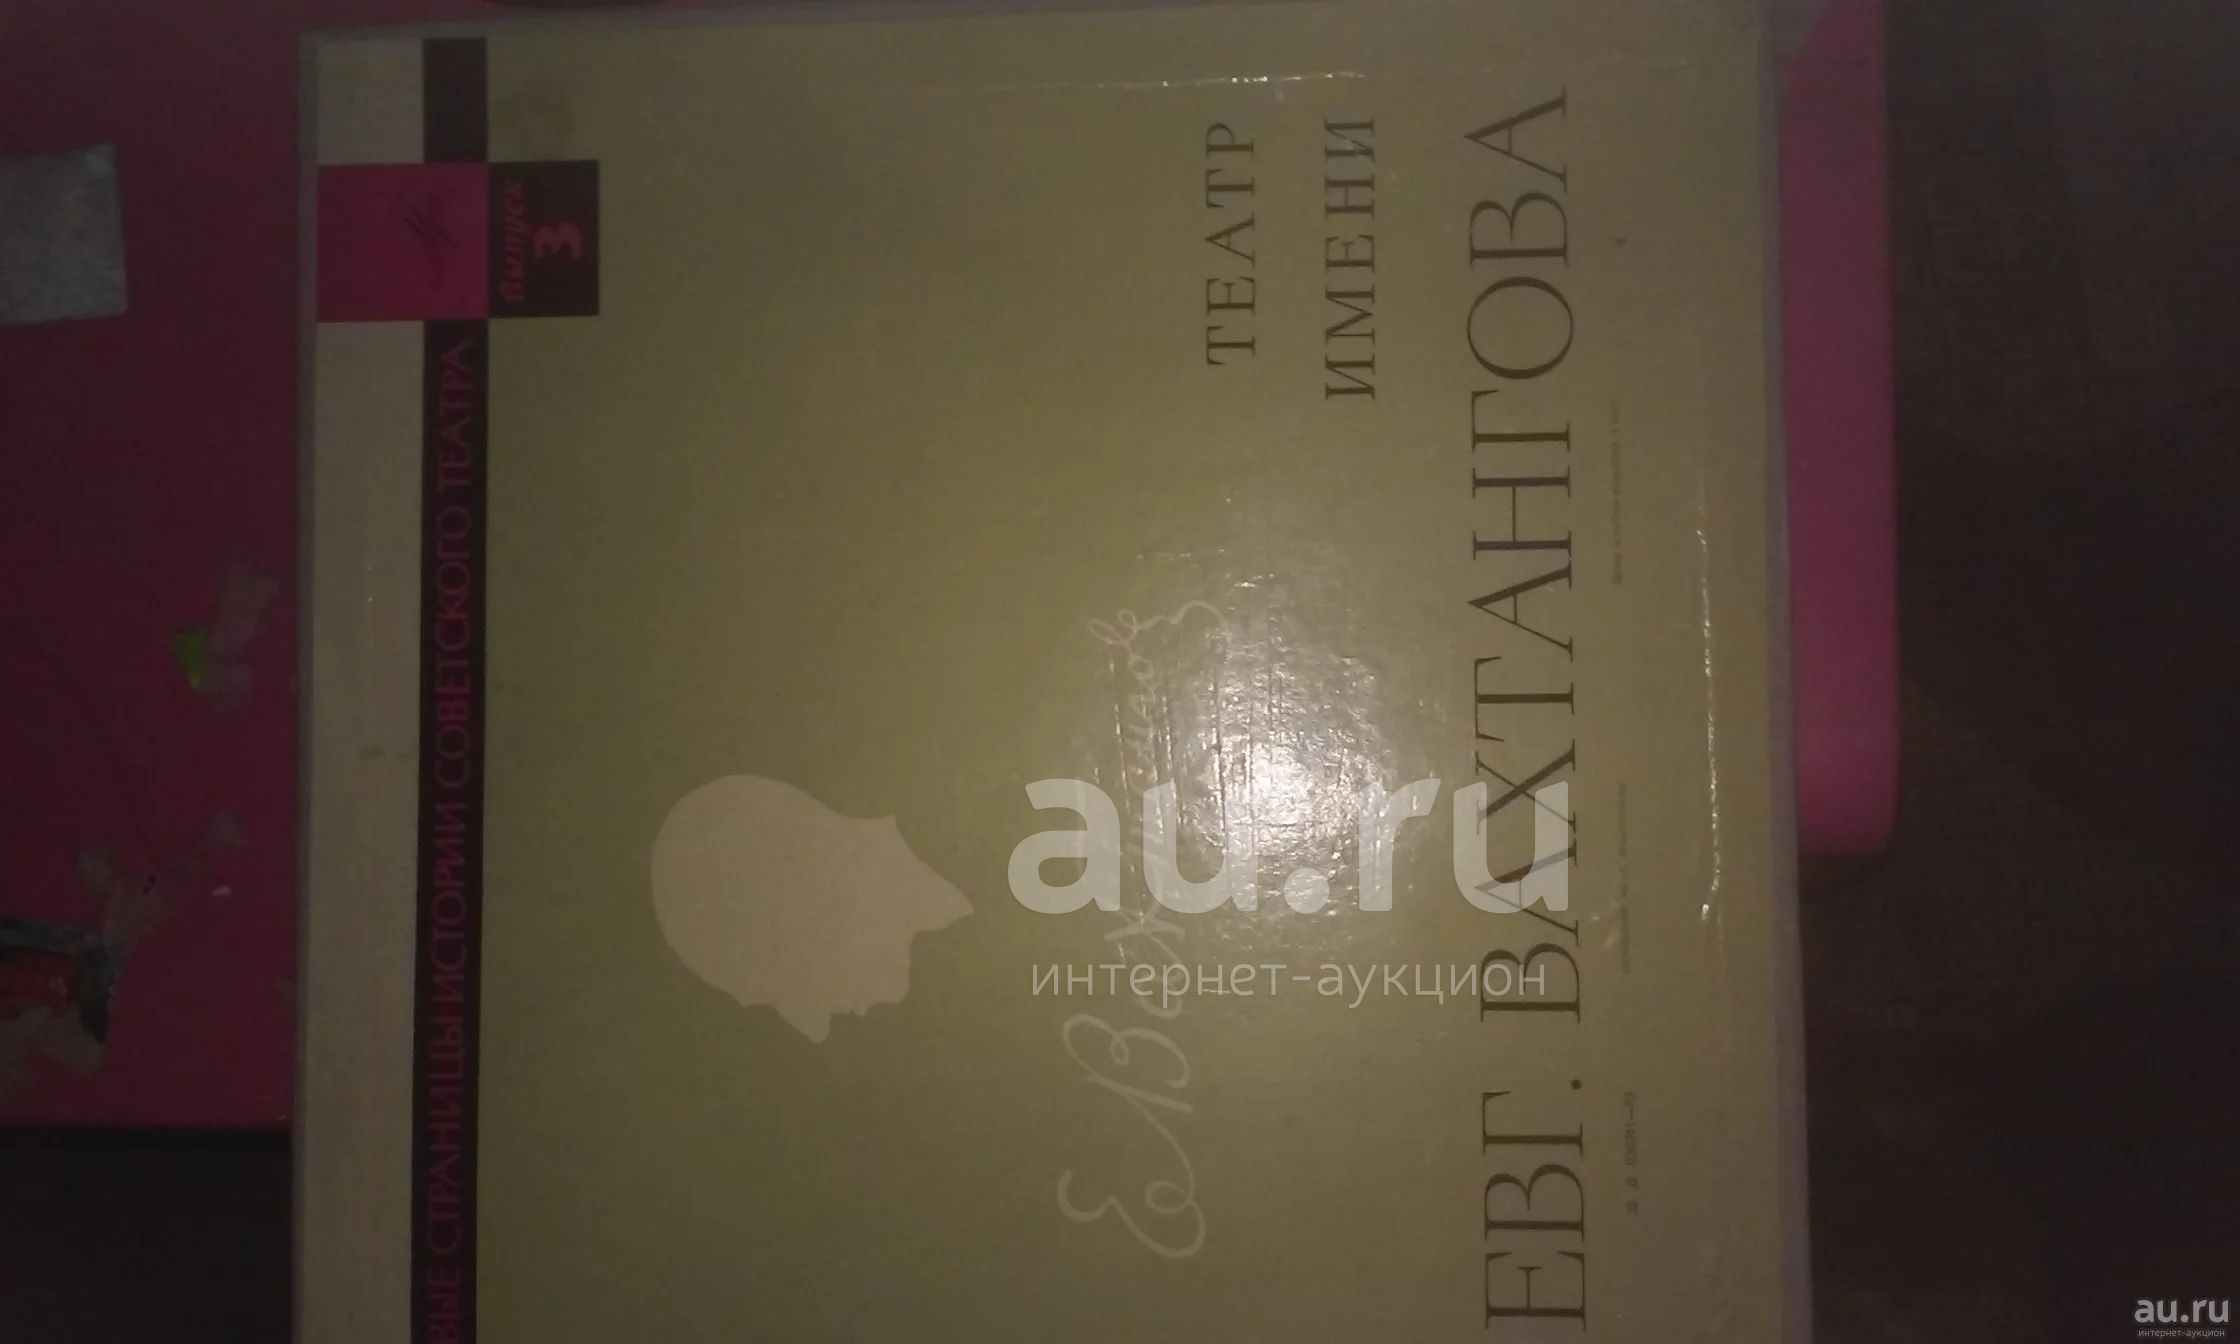 Выпуск
3
ВЫЕ СТРАНИЦЫ ИСТОРИИ СОВЕТСКОГО ТЕАТРА
Е Вахтангов
ТЕАТР
ИМЕНИ
ЕВГ. ВАХТАНГОВА
au.ru
интернет-аукцион
au.ru
интернет-аукцион